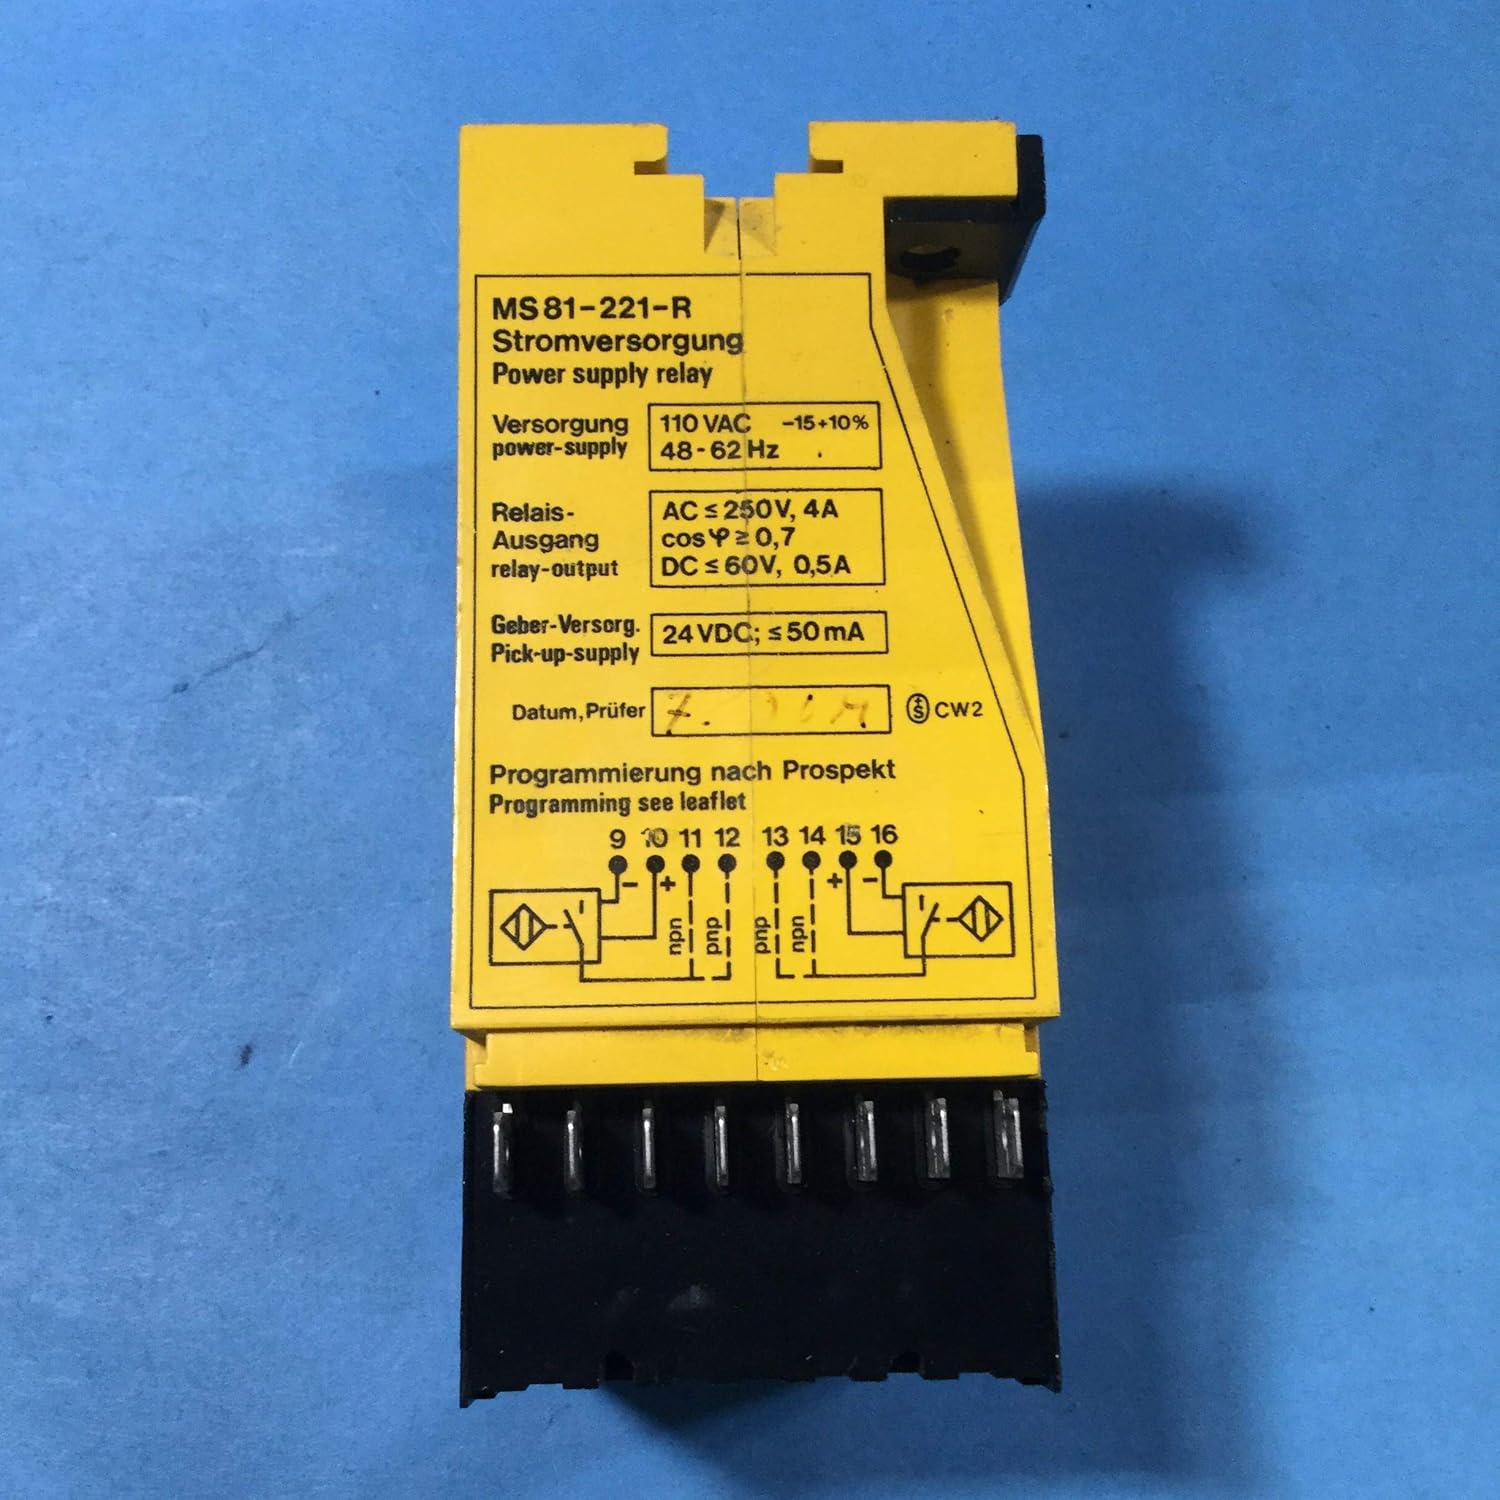 MS81-221-R
Stromversorgung
Power supply relay
Versorgung
power-supply
110 VAC -15+10%
48-62 Hz
Relais-
Ausgang
relay-output
AC ≤ 250V, 4A
cos φ ≥ 0,7
DC ≤ 60V, 0,5A
Geber-Versorg.
Pick-up-supply
24 VDC; ≤ 50 mA
Datum, Prüfer
7.
S CW2
Programmierung nach Prospekt
Programming see leaflet
9 10 11 12 13 14 15 16
- + + -
npn pnp pnp npn